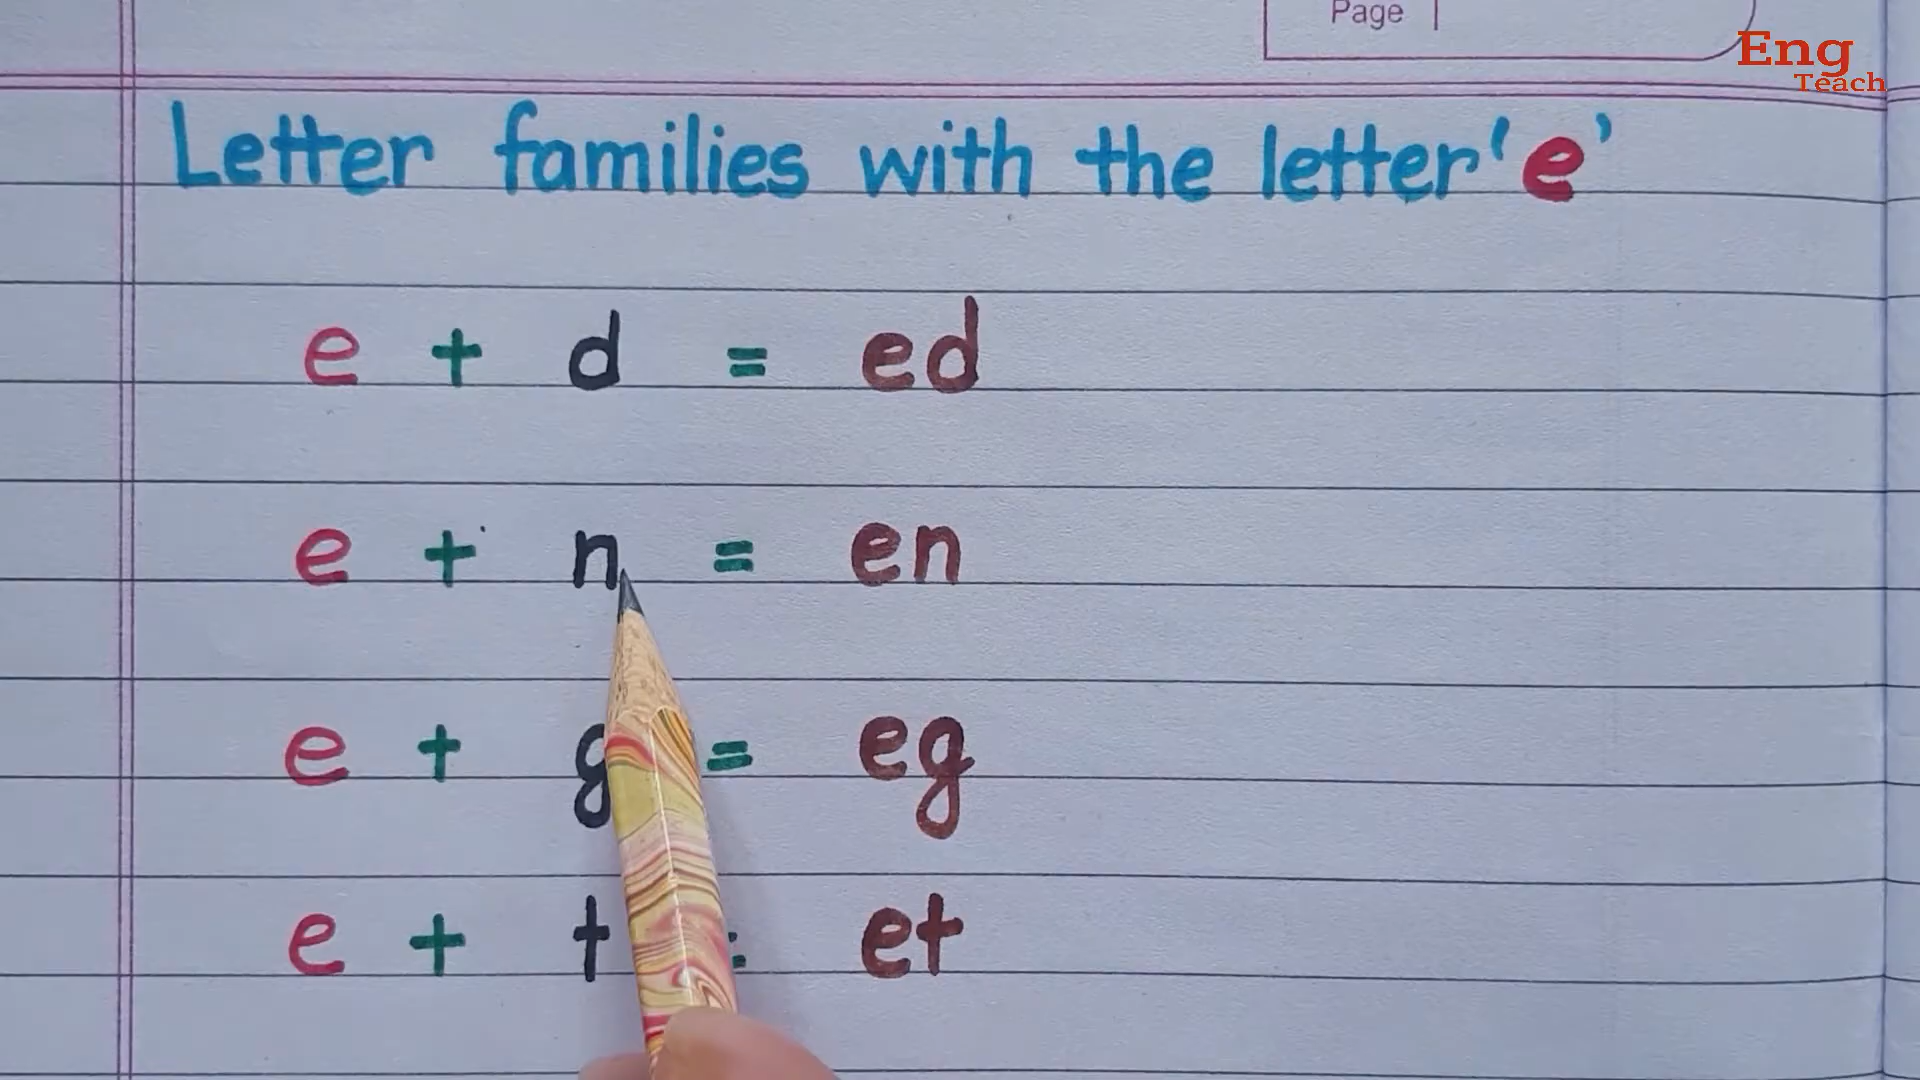 Page
Eng
Teach
Letter families with the letter 'e'
e + d = ed
e + n = en
e + g = eg
e + t = et